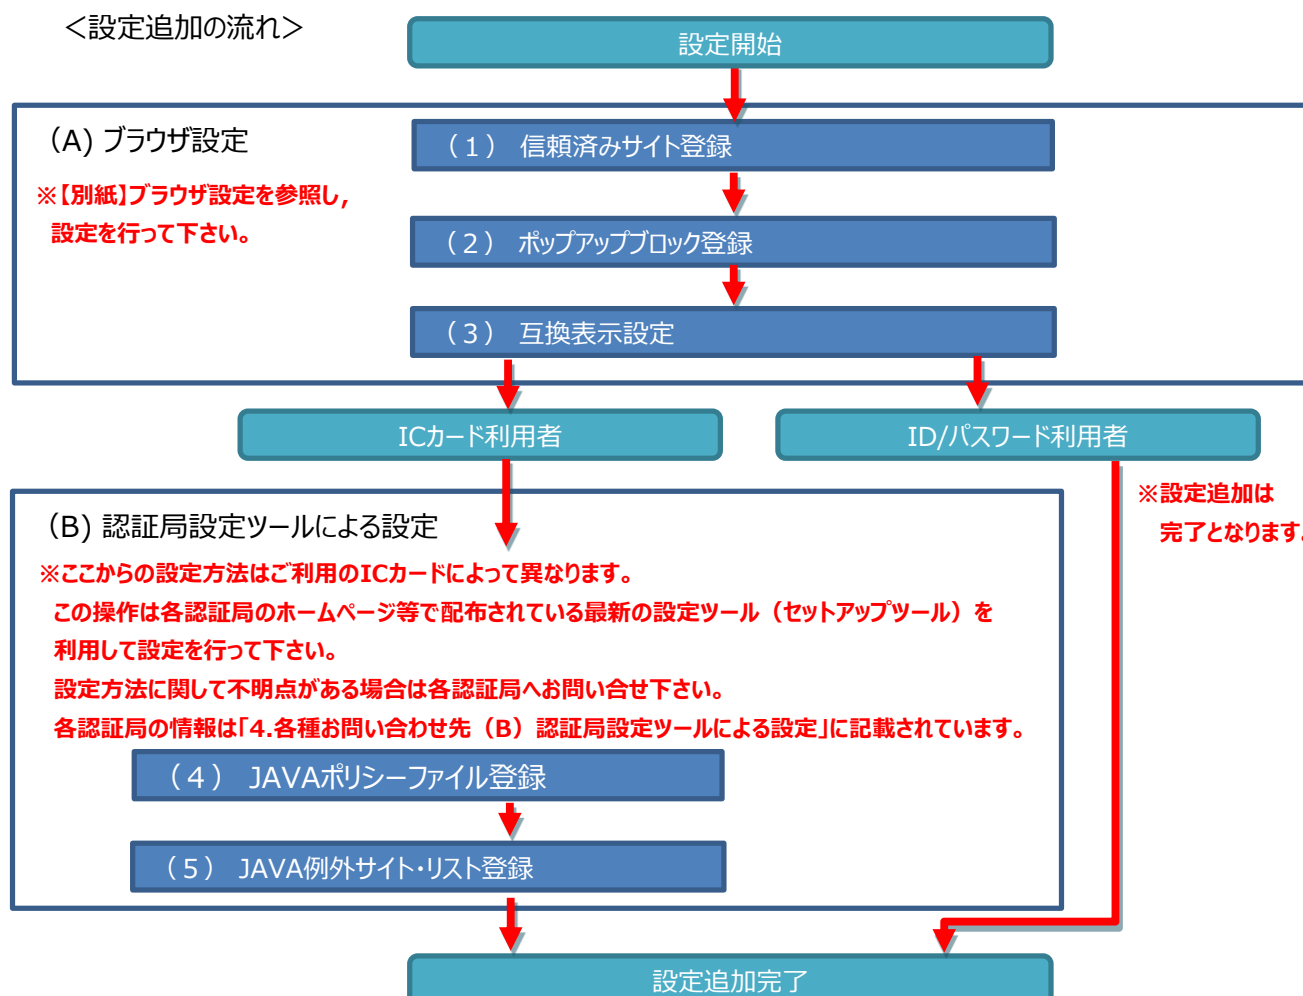 ＜設定追加の流れ＞
設定開始
（A) ブラウザ設定
※【別紙】ブラウザ設定を参照し，
設定を行って下さい。
（１） 信頼済みサイト登録
（２） ポップアップブロック登録
（３） 互換表示設定
ICカード利用者
ID/パスワード利用者
※設定追加は
完了となります。
（B) 認証局設定ツールによる設定
※ここからの設定方法はご利用のICカードによって異なります。
この操作は各認証局のホームページ等で配布されている最新の設定ツール（セットアップツール）を
利用して設定を行って下さい。
設定方法に関して不明点がある場合は各認証局へお問い合せ下さい。
各認証局の情報は「4.各種お問い合わせ先（B）認証局設定ツールによる設定」に記載されています。
（４） JAVAポリシーファイル登録
（５） JAVA例外サイト・リスト登録
設定追加完了